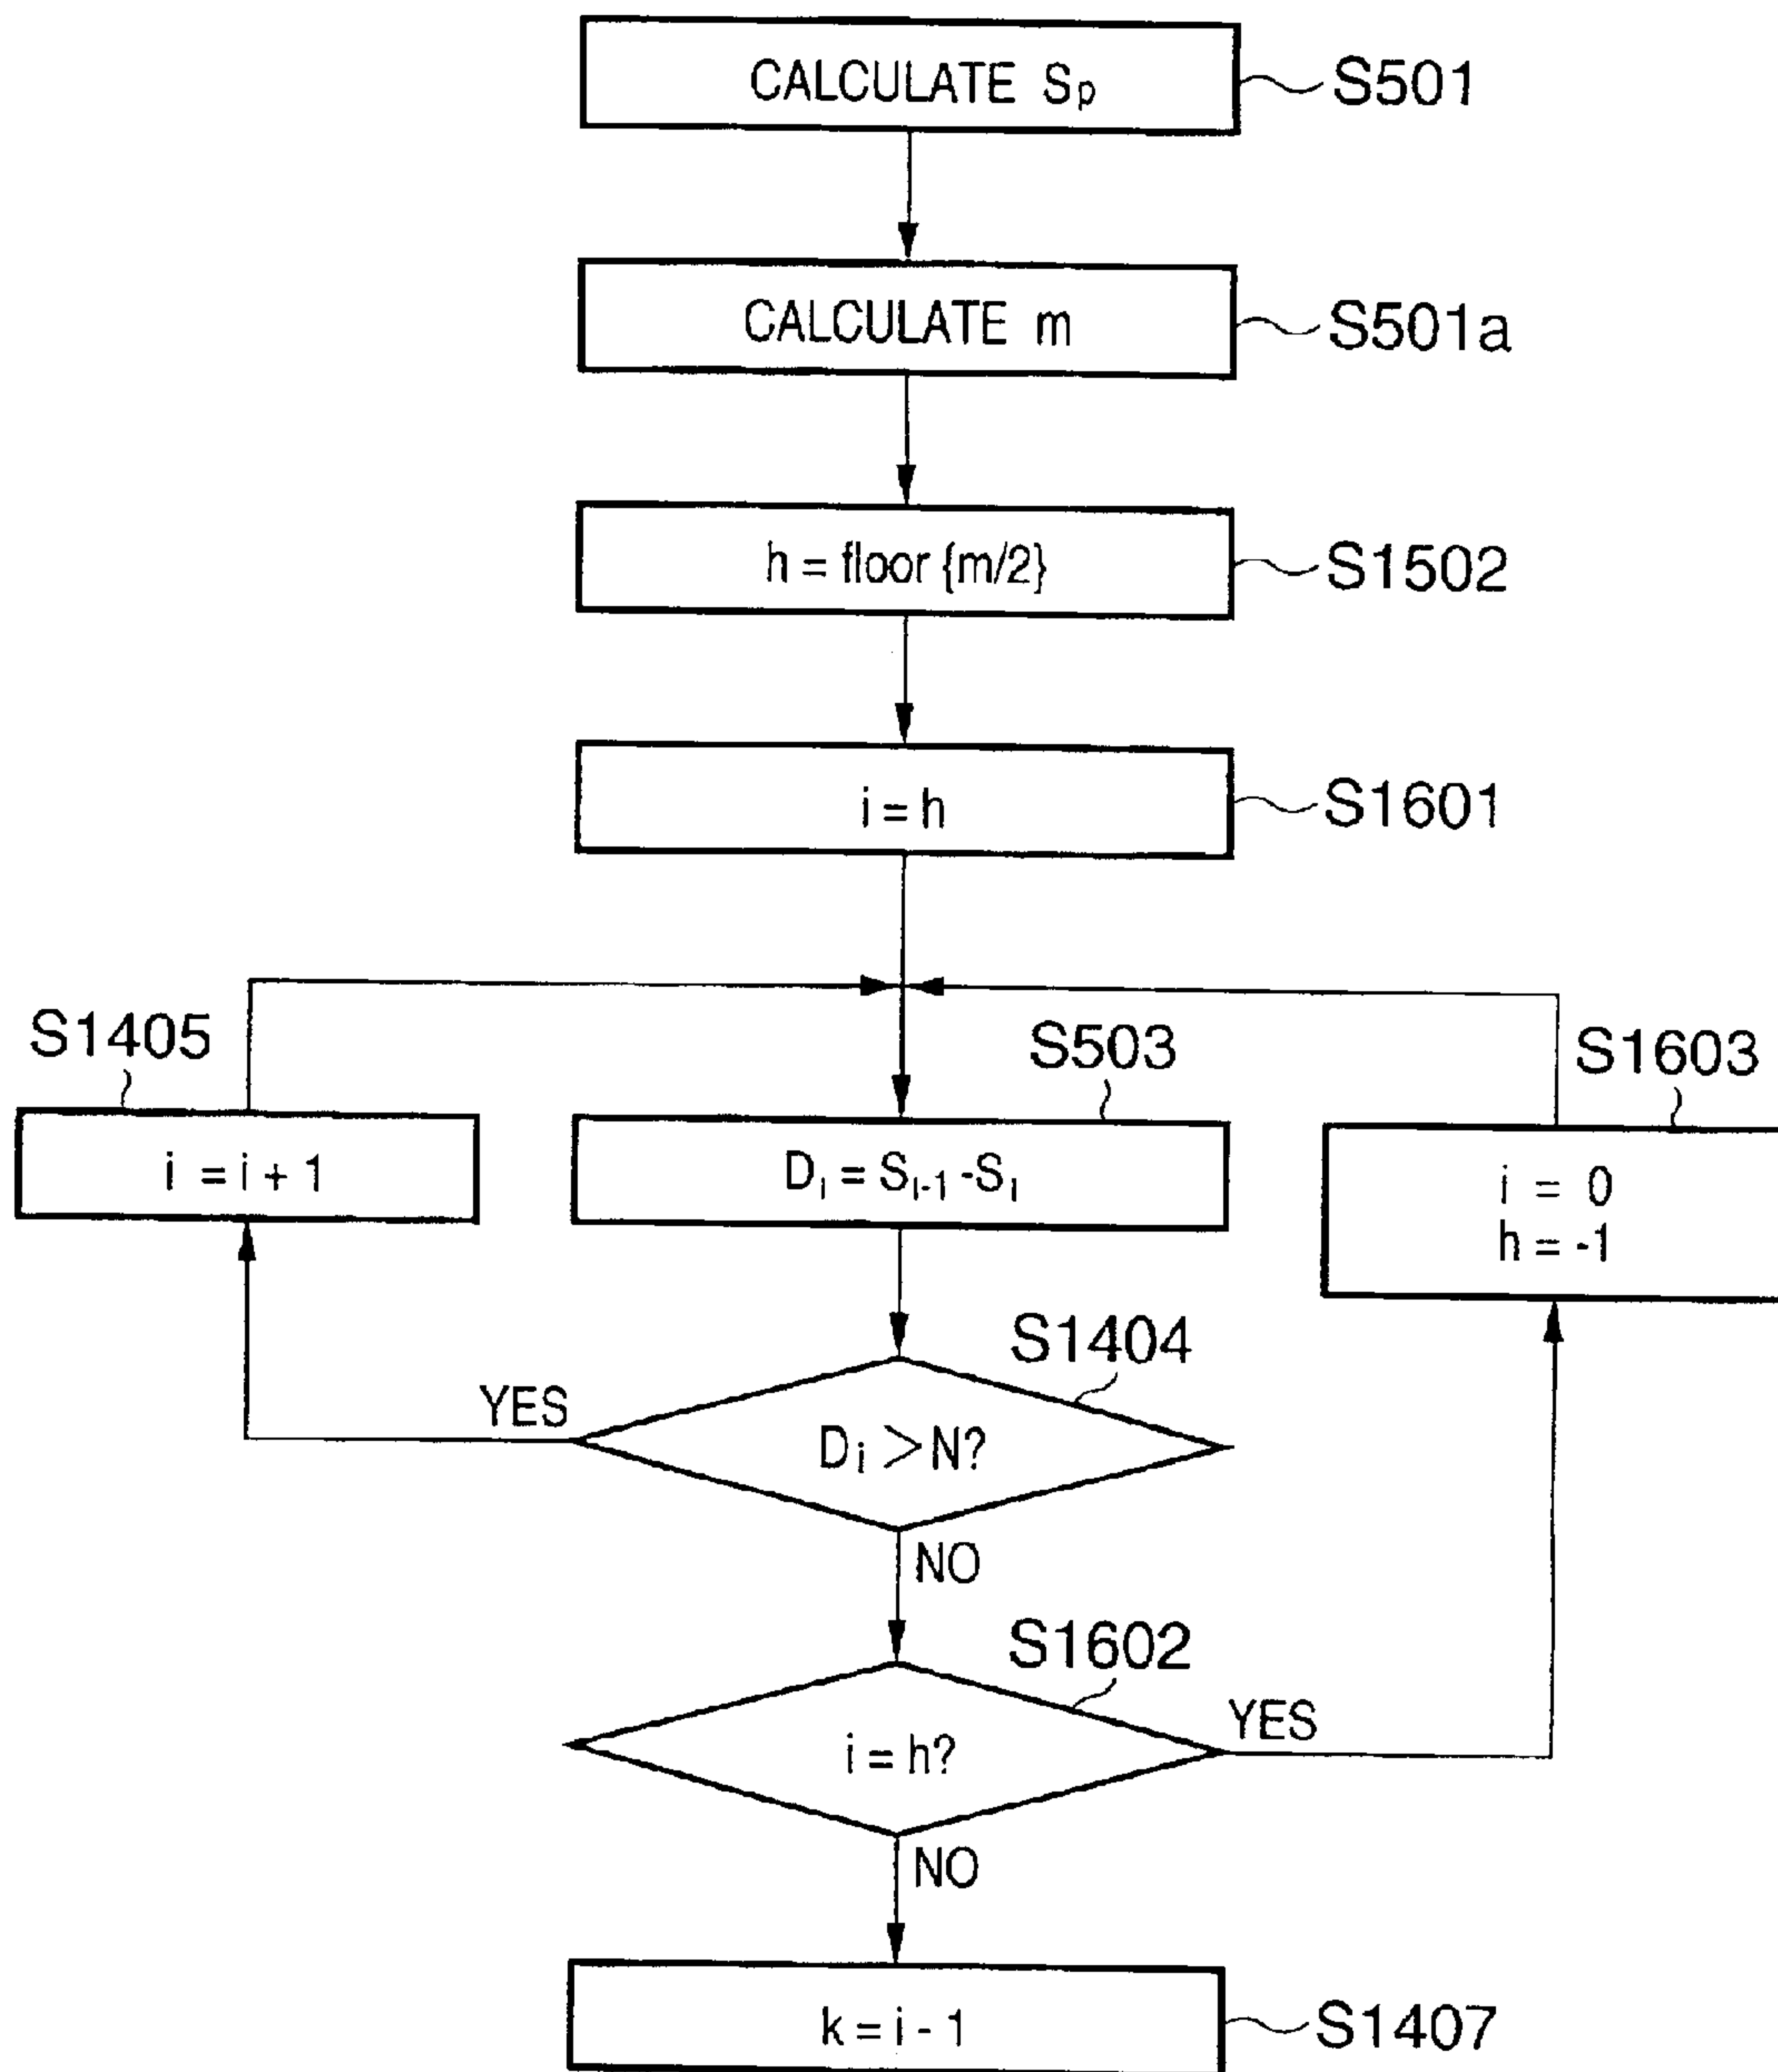 CALCULATE Sp
S501
CALCULATE m
S501a
h = floor {m/2}
S1502
i = h
S1601
S1405
S503
S1603
i = i + 1
Di = Si-1 -Si
i = 0
h = -1
S1404
YES
Di >N?
NO
S1602
i = h?
YES
NO
k = i - 1
S1407